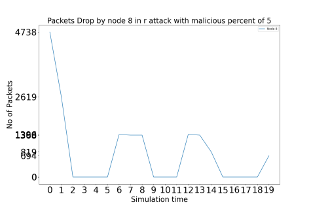 Packets Drop by node 8 in r attack with malicious percent of 5
Node 8
No of Packets
4738
2619
819
694
0
0 1 2 3 4 5 6 7 8 9 10 11 12 13 14 15 16 17 18 19
Simulation time